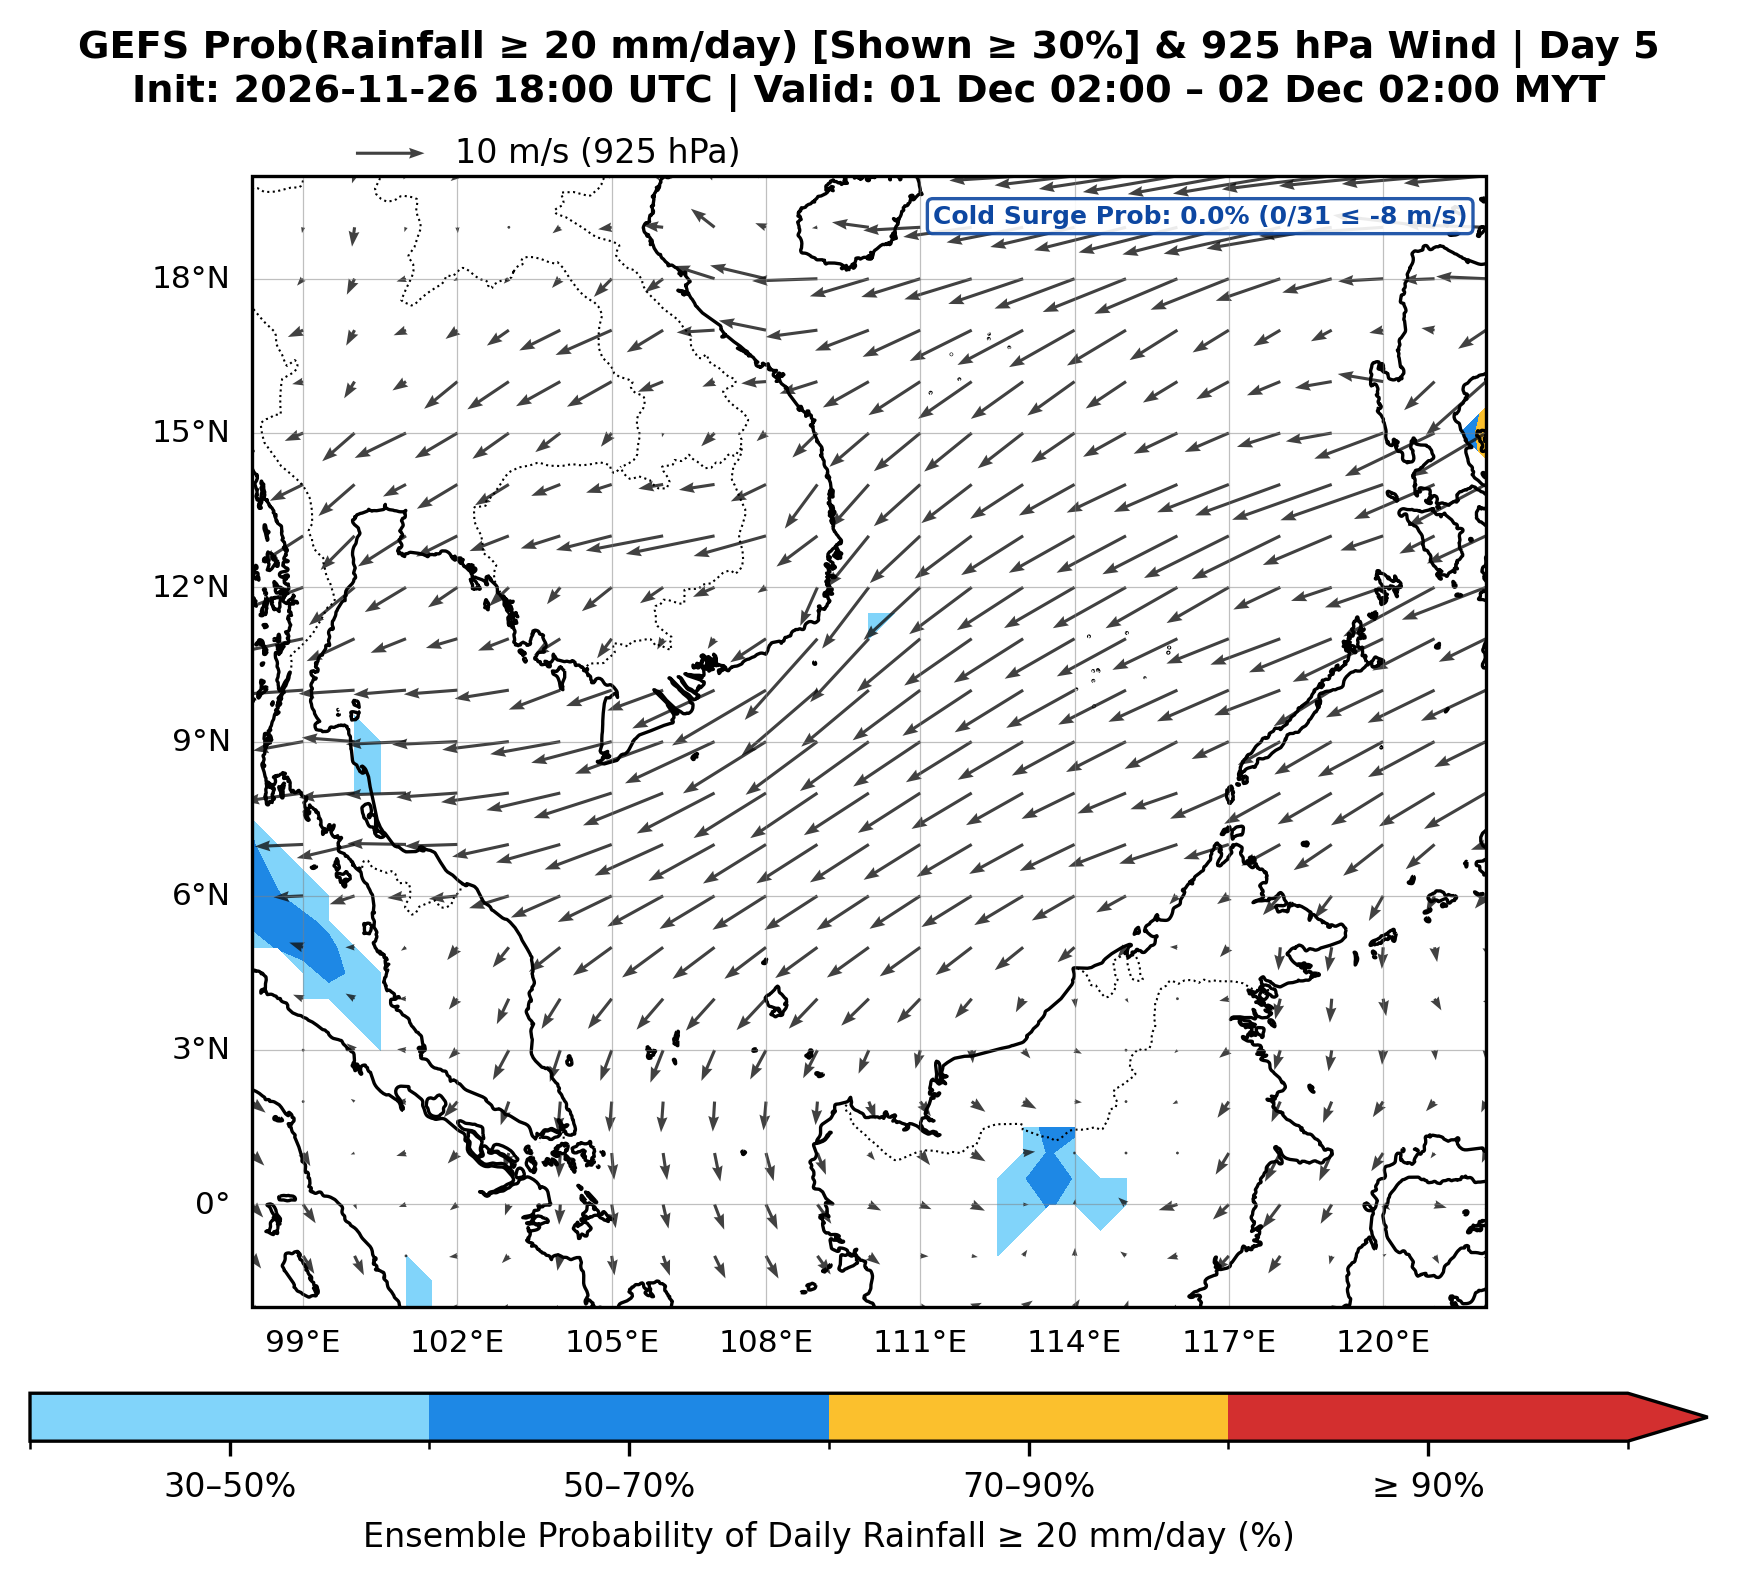 GEFS Prob(Rainfall ≥ 20 mm/day) [Shown ≥ 30%] & 925 hPa Wind | Day 5
Init: 2026-11-26 18:00 UTC | Valid: 01 Dec 02:00 – 02 Dec 02:00 MYT
10 m/s (925 hPa)
Cold Surge Prob: 0.0% (0/31 ≤ -8 m/s)
18°N
15°N
12°N
9°N
6°N
3°N
0°
99°E 102°E 105°E 108°E 111°E 114°E 117°E 120°E
30–50% 50–70% 70–90% ≥ 90%
Ensemble Probability of Daily Rainfall ≥ 20 mm/day (%)